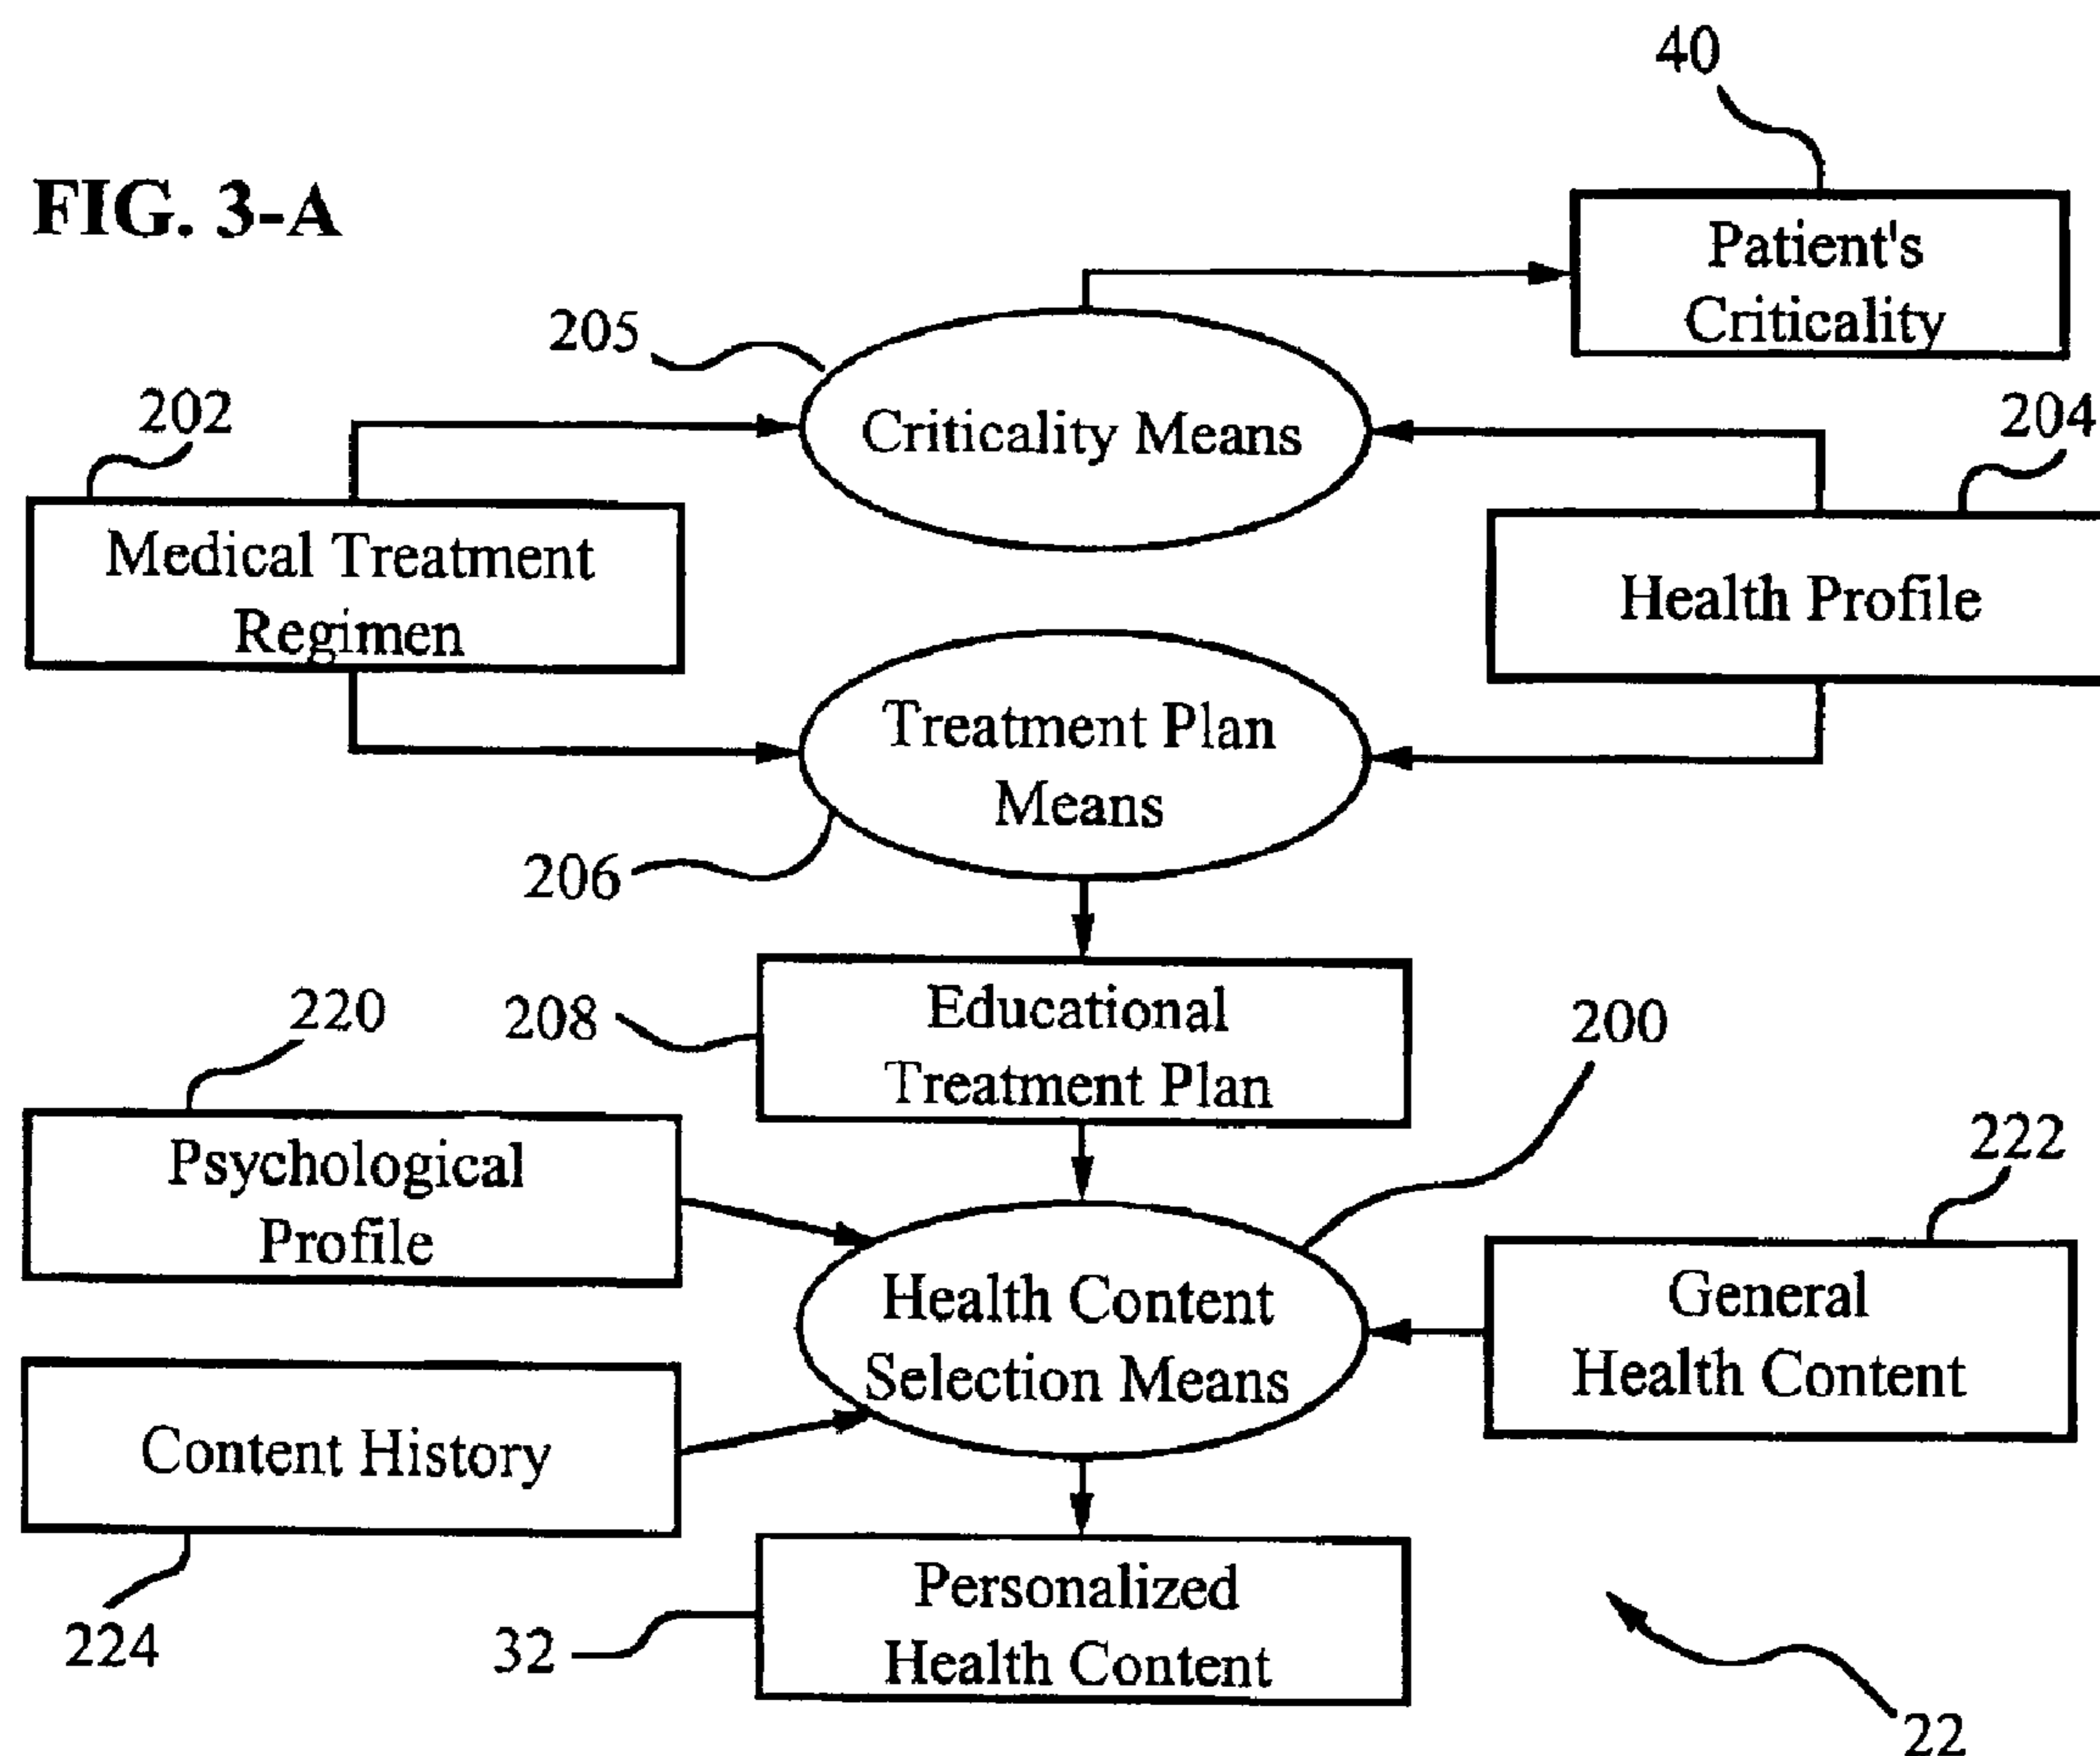 40
FIG. 3-A
Patient's
Criticality
205
202
Criticality Means
204
Medical Treatment
Regimen
Health Profile
Treatment Plan
Means
206
220
208
Educational
Treatment Plan
200
222
Psychological
Profile
Health Content
Selection Means
General
Health Content
Content History
224
32
Personalized
Health Content
22